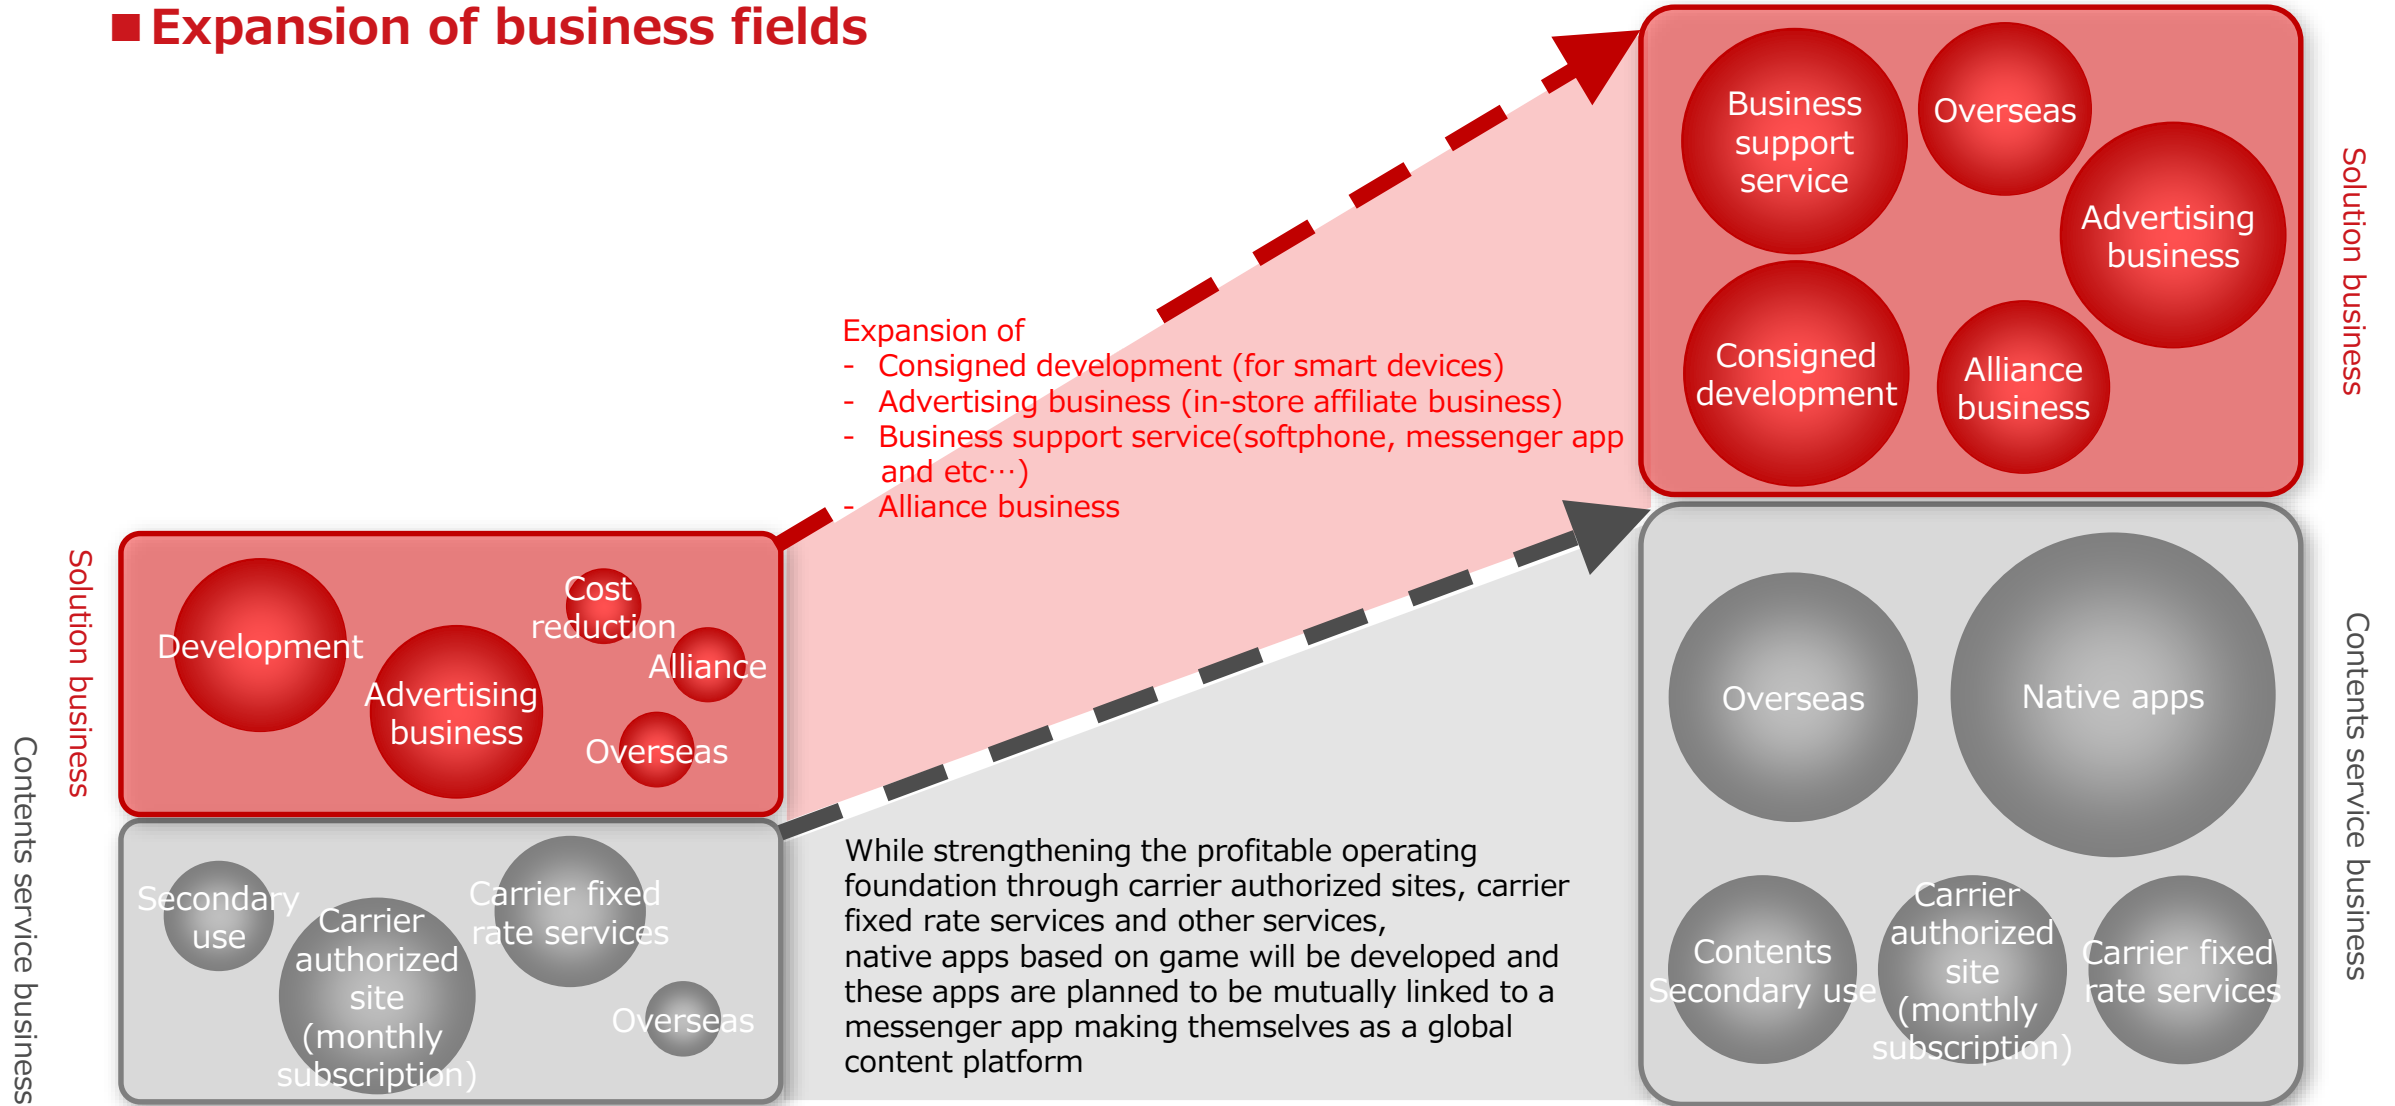 ■ Expansion of business fields
Solution business
Development
Advertising
business
Cost
reduction
Alliance
Overseas
Contents service business
Secondary
use
Carrier
authorized
site
(monthly
subscription)
Carrier fixed
rate services
Overseas
Expansion of
- Consigned development (for smart devices)
- Advertising business (in-store affiliate business)
- Business support service(softphone, messenger app
and etc⋯)
- Alliance business
While strengthening the profitable operating
foundation through carrier authorized sites, carrier
fixed rate services and other services,
native apps based on game will be developed and
these apps are planned to be mutually linked to a
messenger app making themselves as a global
content platform
Business
support
service
Overseas
Advertising
business
Consigned
development
Alliance
business
Solution business
Overseas
Native apps
Contents
Secondary use
Carrier
authorized
site
(monthly
subscription)
Carrier fixed
rate services
Contents service business